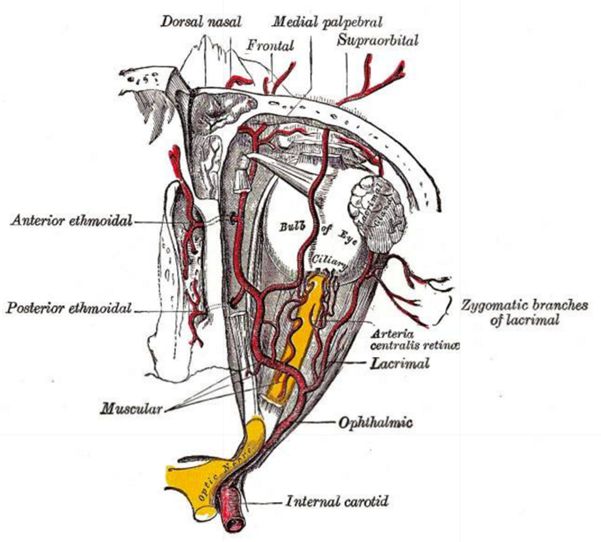 Dorsal nasal
Medial palpebral
Frontal
Supraorbital
Anterior ethmoidal
Bulb of Eye
Ciliary
Posterior ethmoidal
Zygomatic branches
of lacrimal
Arteria
centralis retinæ
Lacrimal
Muscular
Ophthalmic
Optic Nerve
Internal carotid